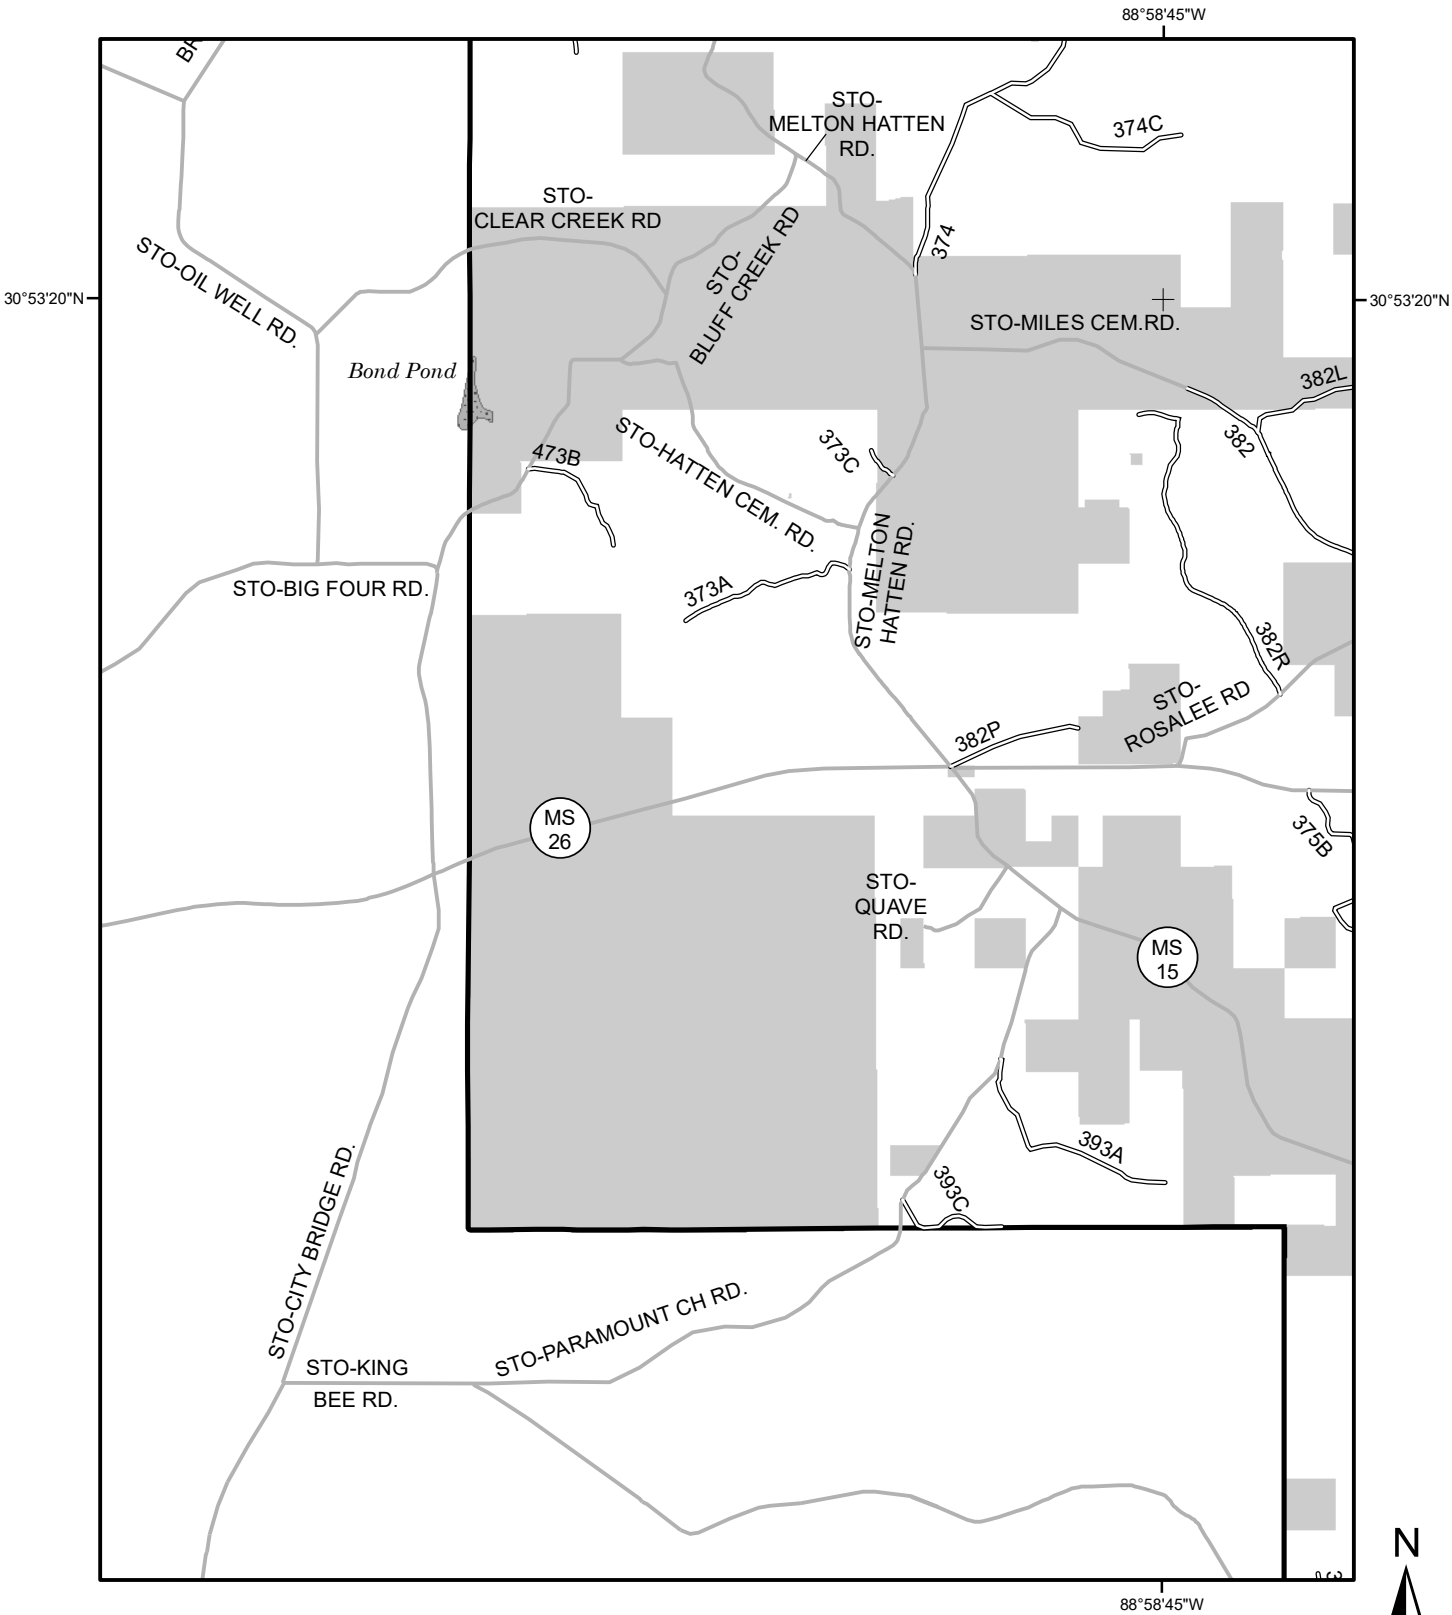 88°58'45"W
BR
STO-
MELTON HATTEN
RD.
374C
STO-
CLEAR CREEK RD
STO-
BLUFF CREEK RD
374
STO-OIL WELL RD.
30°53'20"N
30°53'20"N
STO-MILES CEM.RD.
Bond Pond
382L
382
373C
STO-HATTEN CEM. RD.
473B
STO-MELTON
HATTEN RD.
STO-BIG FOUR RD.
373A
382R
STO-
ROSALEE RD
382P
MS
26
375B
STO-
QUAVE
RD.
MS
15
393A
393C
STO-CITY BRIDGE RD.
STO-PARAMOUNT CH RD.
STO-KING
BEE RD.
N
88°58'45"W